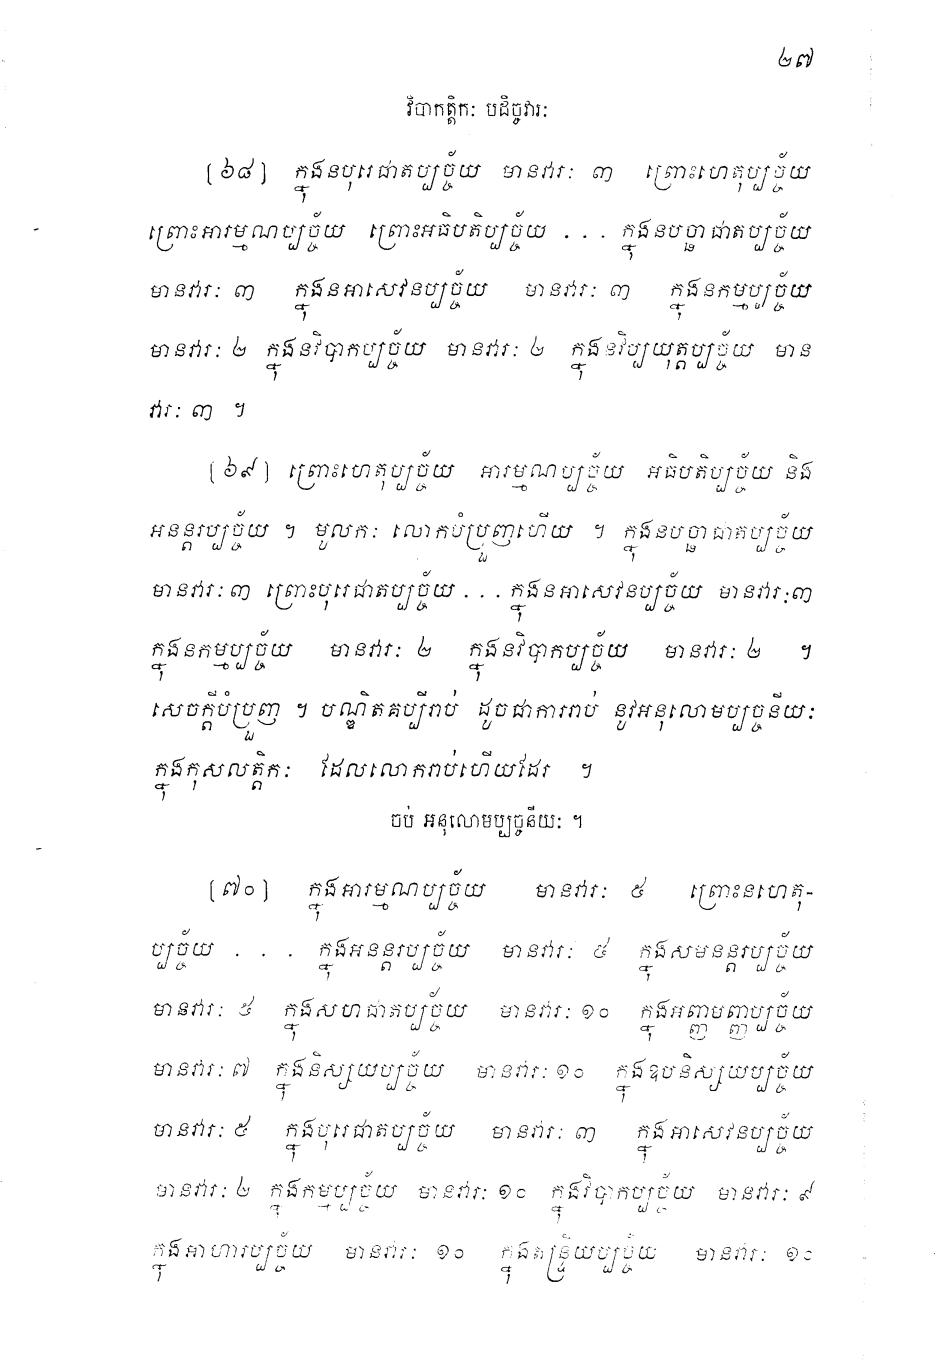 ២៧
វិបាកត្តិកៈ បដិច្ចវារៈ
(៦៨) ក្នុងនបុរេជាតប្បច្ច័យ មានវារៈ ៣ ព្រោះហេតុប្បច្ច័យ
ព្រោះអារម្មណប្បច្ច័យ ព្រោះអធិបតិប្បច្ច័យ . . . ក្នុងនបច្ឆាជាតប្បច្ច័យ
មានវារៈ ៣ ក្នុងនអាសេវនប្បច្ច័យ មានវារៈ ៣ ក្នុងនកម្មប្បច្ច័យ
មានវារៈ ២ ក្នុងនវិបាកប្បច្ច័យ មានវារៈ ២ ក្នុងនវិប្បយុត្តប្បច្ច័យ មាន
វារៈ ៣ ។
(៦៩) ព្រោះហេតុប្បច្ច័យ អារម្មណប្បច្ច័យ អធិបតិប្បច្ច័យ និង
អនន្តរប្បច្ច័យ ។ មូលកៈ លោកបំប្រួញហើយ ។ ក្នុងនបច្ឆាជាតប្បច្ច័យ
មានវារៈ ៣ ព្រោះបុរេជាតប្បច្ច័យ . . . ក្នុងនអាសេវនប្បច្ច័យ មានវារៈ ៣
ក្នុងនកម្មប្បច្ច័យ មានវារៈ ២ ក្នុងនវិបាកប្បច្ច័យ មានវារៈ ២ ។
សេចក្តីបំប្រួញ ។ បណ្ឌិតគប្បីរាប់ ដូចជាការរាប់ នូវអនុលោមប្បច្ចនីយៈ
ក្នុងកុសលត្តិកៈ ដែលលោករាប់ហើយដែរ ។
ចប់ អនុលោមប្បច្ចនីយៈ ។
(៧០) ក្នុងអារម្មណប្បច្ច័យ មានវារៈ ៥ ព្រោះនហេតុ-
ប្បច្ច័យ . . . ក្នុងអនន្តរប្បច្ច័យ មានវារៈ ៥ ក្នុងសមនន្តរប្បច្ច័យ
មានវារៈ ៥ ក្នុងសហជាតប្បច្ច័យ មានវារៈ ១០ ក្នុងអញ្ញាមញ្ញប្បច្ច័យ
មានវារៈ ៧ ក្នុងនិស្សយប្បច្ច័យ មានវារៈ ១០ ក្នុងឧបនិស្សយប្បច្ច័យ
មានវារៈ ៥ ក្នុងបុរេជាតប្បច្ច័យ មានវារៈ ៣ ក្នុងអាសេវនប្បច្ច័យ
មានវារៈ ២ ក្នុងកម្មប្បច្ច័យ មានវារៈ ១០ ក្នុងវិបាកប្បច្ច័យ មានវារៈ ៩
ក្នុងអាហារប្បច្ច័យ មានវារៈ ១០ ក្នុងឥន្ទ្រិយប្បច្ច័យ មានវារៈ ១០